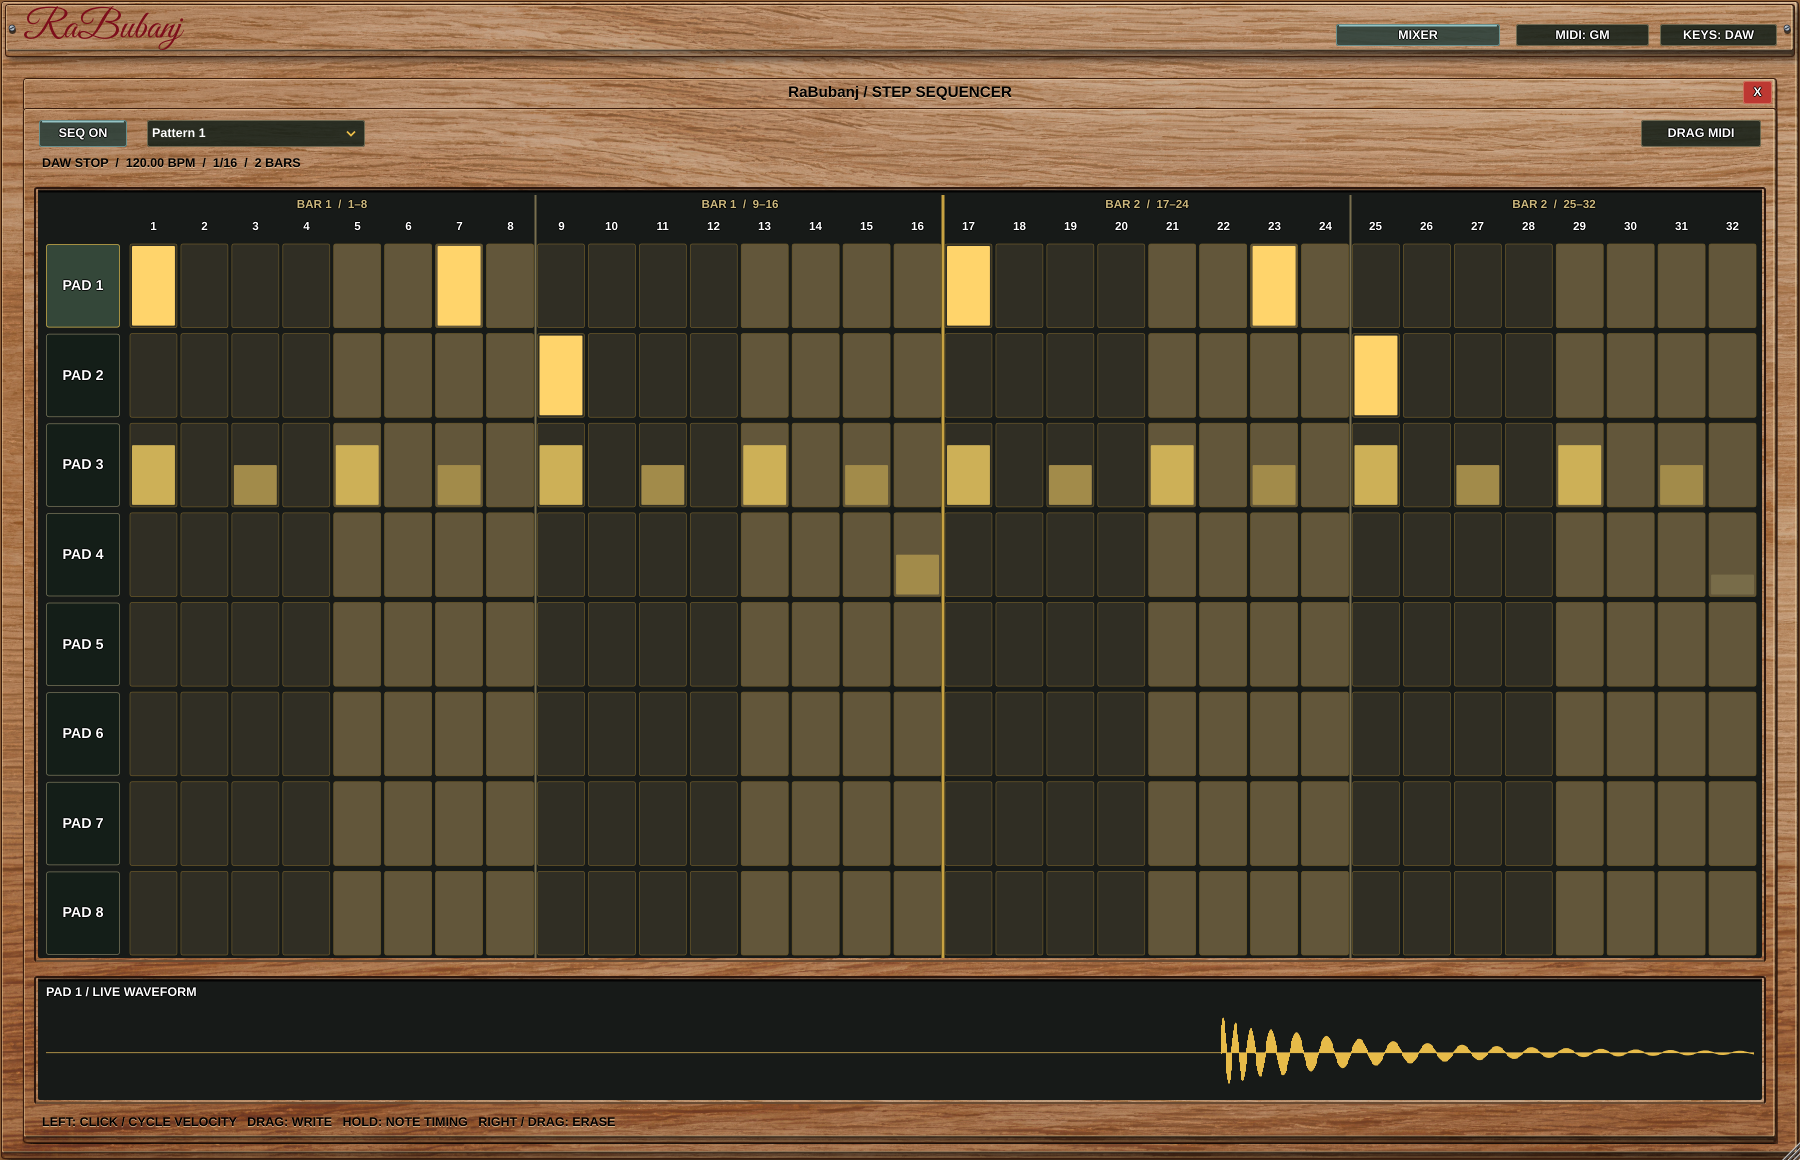 RaBubanj
MIXER MIDI: GM KEYS: DAW
RaBubanj / STEP SEQUENCER X
SEQ ON Pattern 1 DRAG MIDI
DAW STOP / 120.00 BPM / 1/16 / 2 BARS
BAR 1 / 1–8 BAR 1 / 9–16 BAR 2 / 17–24 BAR 2 / 25–32
1 2 3 4 5 6 7 8 9 10 11 12 13 14 15 16 17 18 19 20 21 22 23 24 25 26 27 28 29 30 31 32
PAD 1
PAD 2
PAD 3
PAD 4
PAD 5
PAD 6
PAD 7
PAD 8
PAD 1 / LIVE WAVEFORM
LEFT: CLICK / CYCLE VELOCITY DRAG: WRITE HOLD: NOTE TIMING RIGHT / DRAG: ERASE